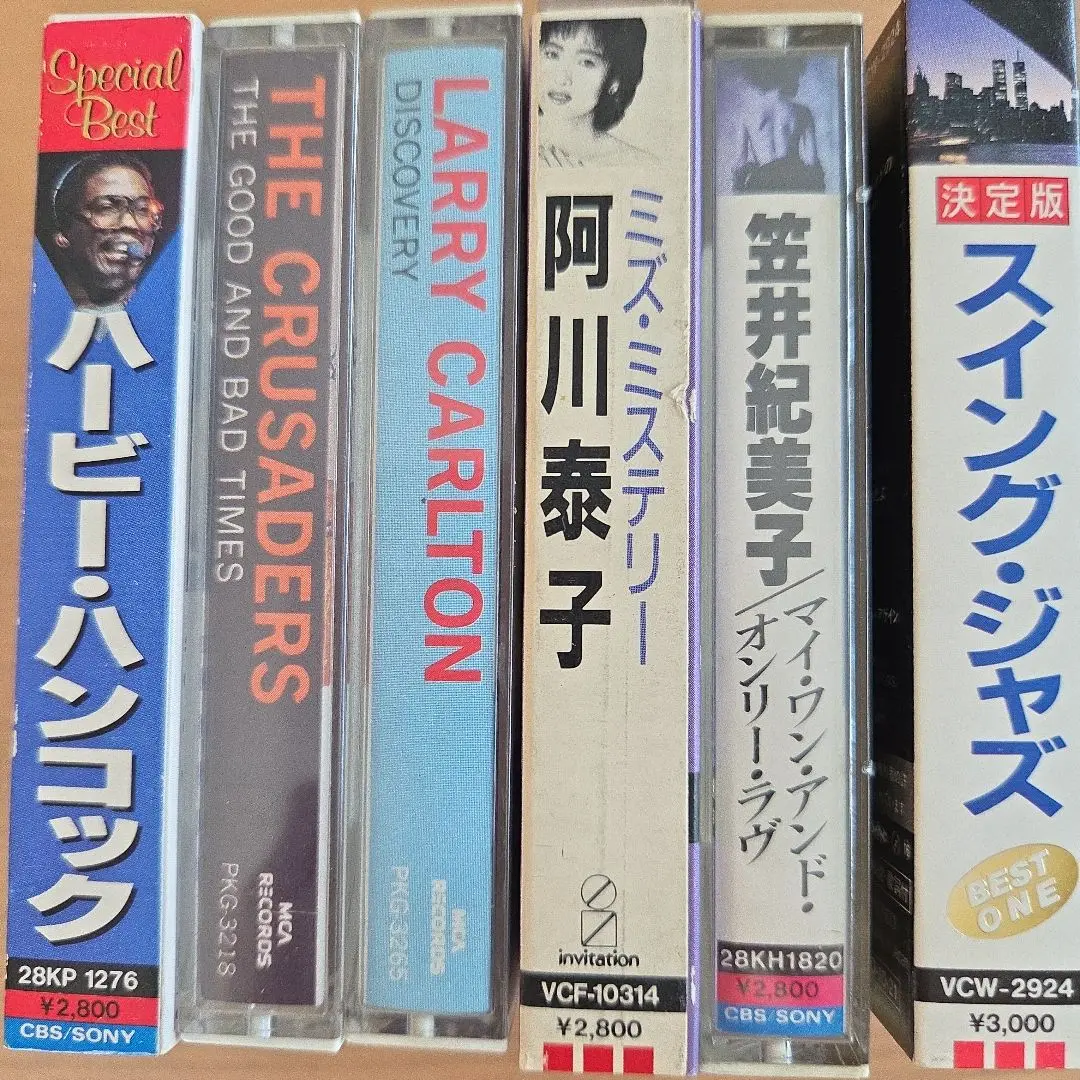 Special
Best
ハービー・ハンコック
28KP 1276
¥2,800
CBS/SONY
THE CRUSADERS
THE GOOD AND BAD TIMES
MCA
RECORDS
PKG-3218
LARRY CARLTON
DISCOVERY
MCA
RECORDS
PKG-3265
ミズ・ミステリー
阿川泰子
invitation
VCF-10314
¥2,800
笠井紀美子/マイ・ワン・アンド・
オンリー・ラヴ
28KH1820
¥2,800
CBS/SONY
決定版
スイング・ジャズ
BEST
ONE
VCW-2924
¥3,000